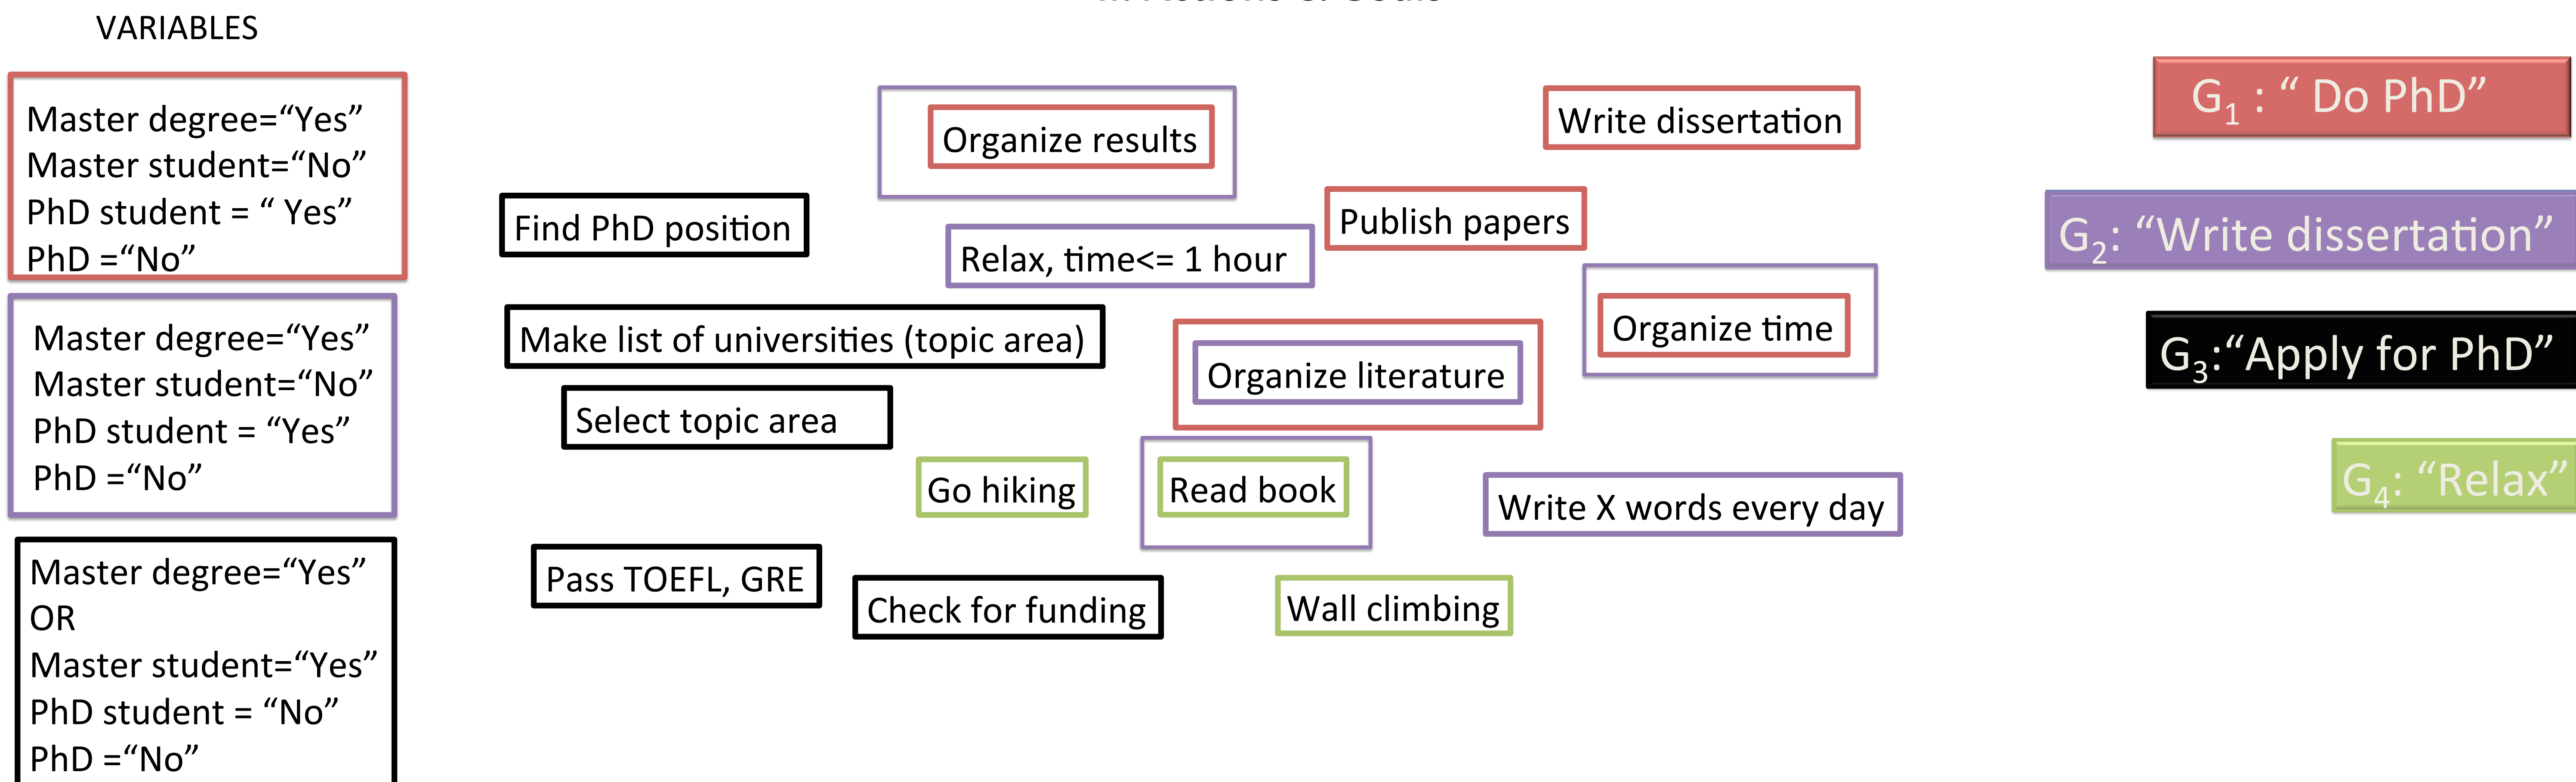 VARIABLES
Master degree=“Yes”
Master student=“No”
PhD student = “ Yes”
PhD =“No”
Master degree=“Yes”
Master student=“No”
PhD student = “Yes”
PhD =“No”
Master degree=“Yes”
OR
Master student=“Yes”
PhD student = “No”
PhD =“No”
Organize results
Write dissertation
Find PhD position
Publish papers
Relax, time<= 1 hour
Organize time
Make list of universities (topic area)
Organize literature
Select topic area
Go hiking
Read book
Write X words every day
Pass TOEFL, GRE
Check for funding
Wall climbing
G1 : “ Do PhD”
G2: “Write dissertation”
G3:“Apply for PhD”
G4: “Relax”